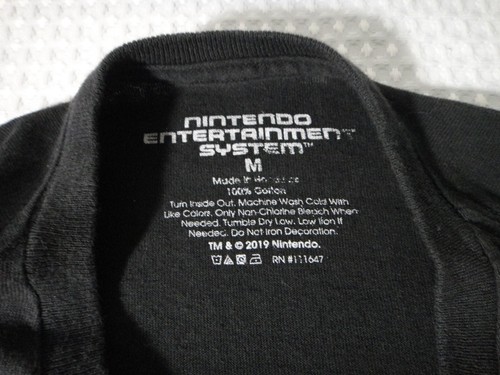 NINTENDO
ENTERTAINMENT
SYSTEM™
M
Made in
100% Cotton
Turn Inside Out. Machine Wash Cold With
Like Colors. Only Non-Chlorine Bleach When
Needed. Tumble Dry Low. Low Iron If
Needed. Do Not Iron Decoration.
TM & © 2019 Nintendo.
RN #111647